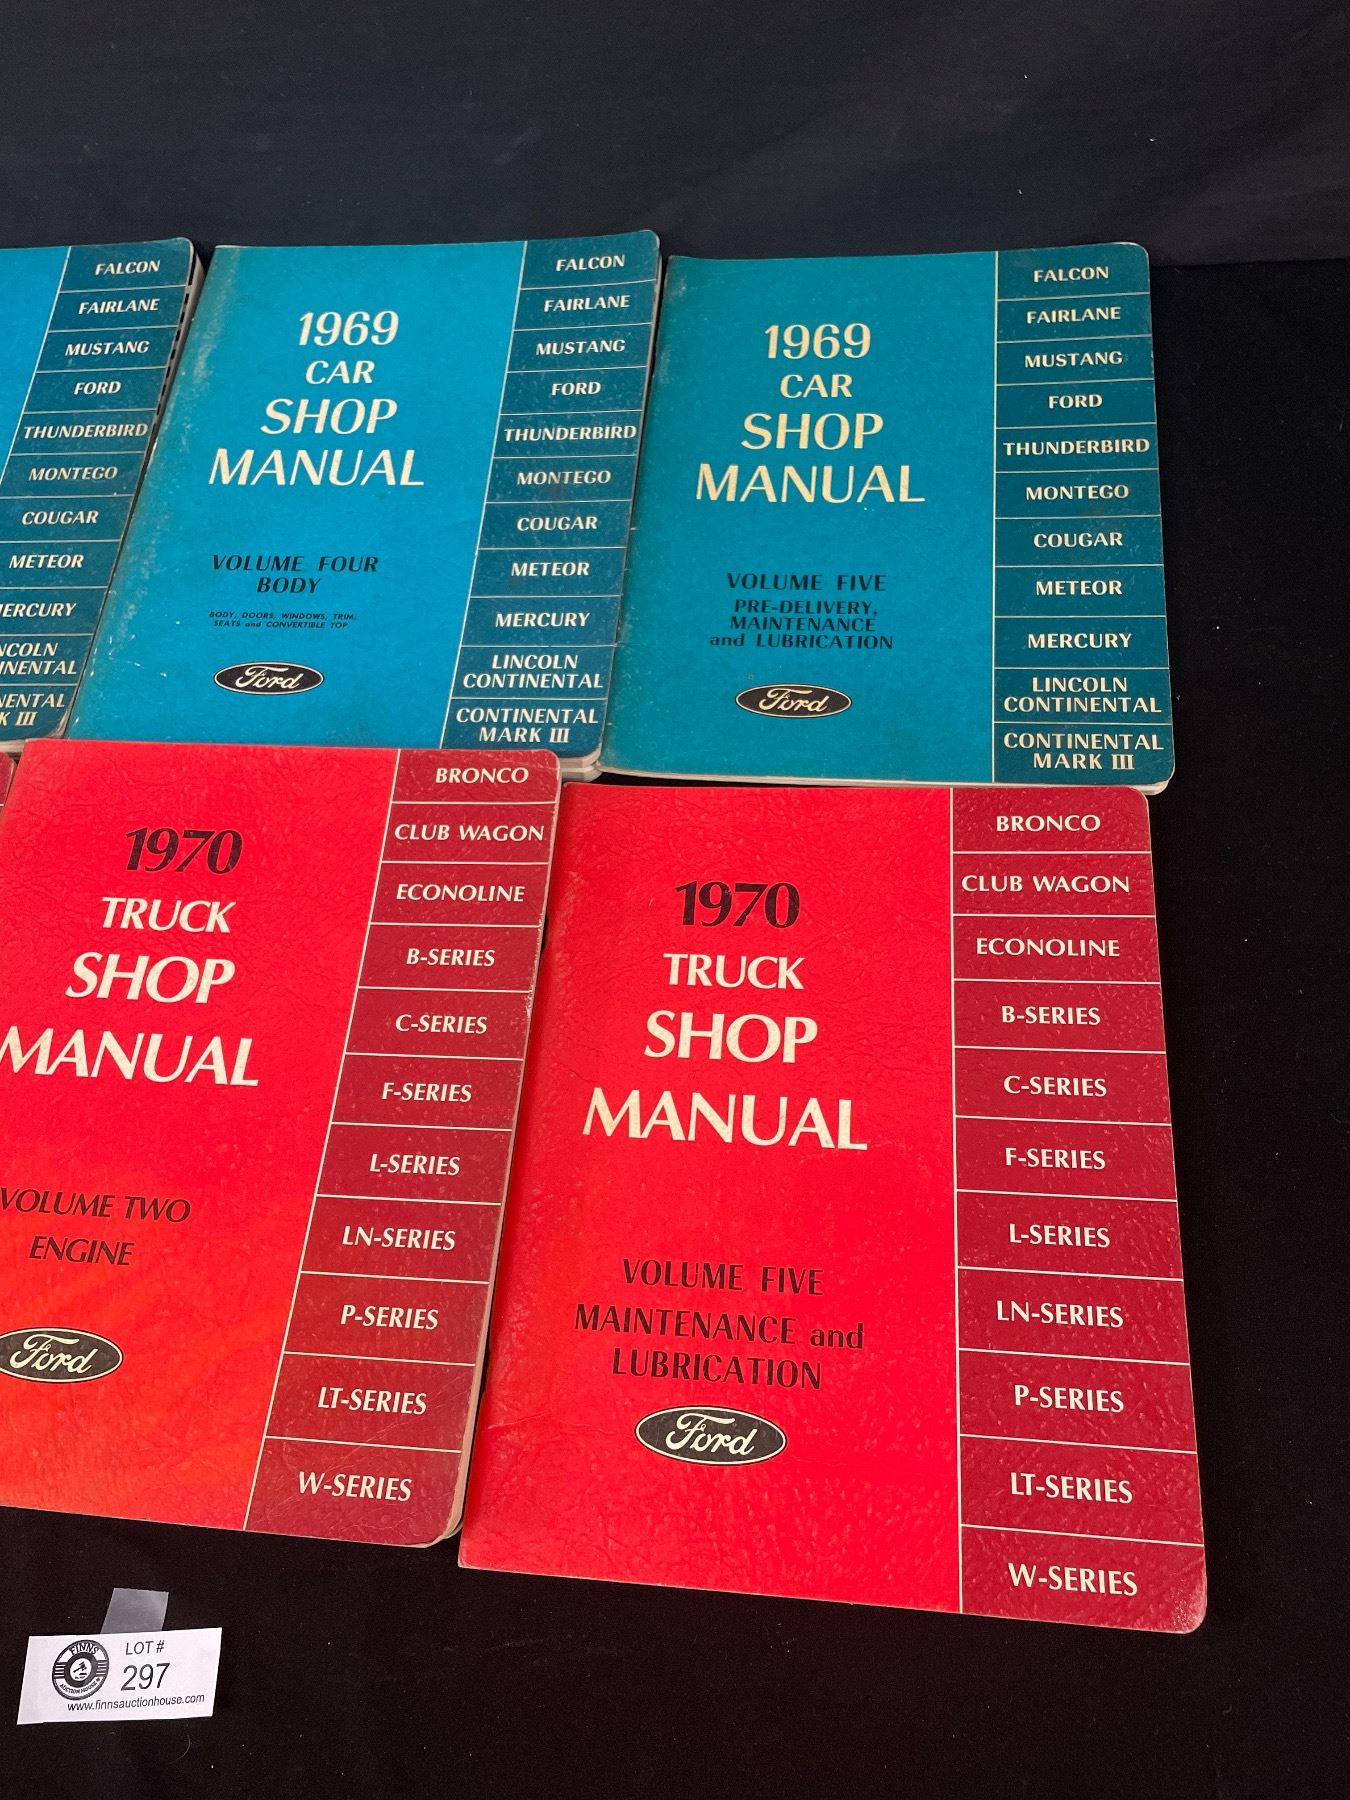 FALCON
FAIRLANE
MUSTANG
FORD
THUNDERBIRD
MONTEGO
COUGAR
METEOR
MERCURY
1969
CAR
SHOP
MANUAL
VOLUME FOUR
BODY
BODY, DOORS, WINDOWS, TRIM,
SEATS and CONVERTIBLE TOP
Ford
FALCON
FAIRLANE
MUSTANG
FORD
THUNDERBIRD
MONTEGO
COUGAR
METEOR
MERCURY
LINCOLN
CONTINENTAL
CONTINENTAL
MARK III
1969
CAR
SHOP
MANUAL
VOLUME FIVE
PRE-DELIVERY,
MAINTENANCE
and LUBRICATION
Ford
FALCON
FAIRLANE
MUSTANG
FORD
THUNDERBIRD
MONTEGO
COUGAR
METEOR
MERCURY
LINCOLN
CONTINENTAL
CONTINENTAL
MARK III
1970
TRUCK
SHOP
MANUAL
VOLUME TWO
ENGINE
Ford
BRONCO
CLUB WAGON
ECONOLINE
B-SERIES
C-SERIES
F-SERIES
L-SERIES
LN-SERIES
P-SERIES
LT-SERIES
W-SERIES
1970
TRUCK
SHOP
MANUAL
VOLUME FIVE
MAINTENANCE and
LUBRICATION
Ford
BRONCO
CLUB WAGON
ECONOLINE
B-SERIES
C-SERIES
F-SERIES
L-SERIES
LN-SERIES
P-SERIES
LT-SERIES
W-SERIES
FINNS
AUCTION HOUSE
LOT #
297
www.finnsauctionhouse.com